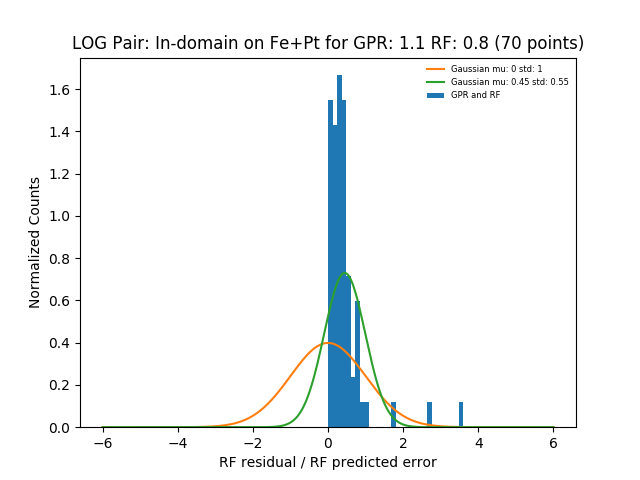 LOG Pair: In-domain on Fe+Pt for GPR: 1.1 RF: 0.8 (70 points)
Gaussian mu: 0 std: 1
Gaussian mu: 0.45 std: 0.55
GPR and RF
1.6
1.4
1.2
1.0
0.8
0.6
0.4
0.2
0.0
Normalized Counts
−6 −4 −2 0 2 4 6
RF residual / RF predicted error